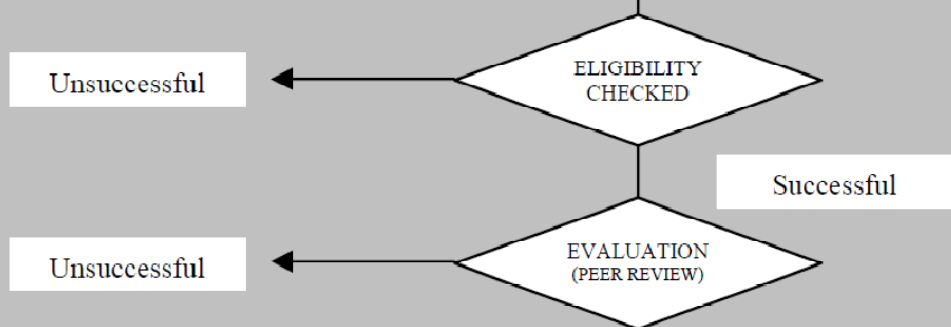 Unsuccessful
ELIGIBILITY
CHECKED
Successful
Unsuccessful
EVALUATION
(PEER REVIEW)